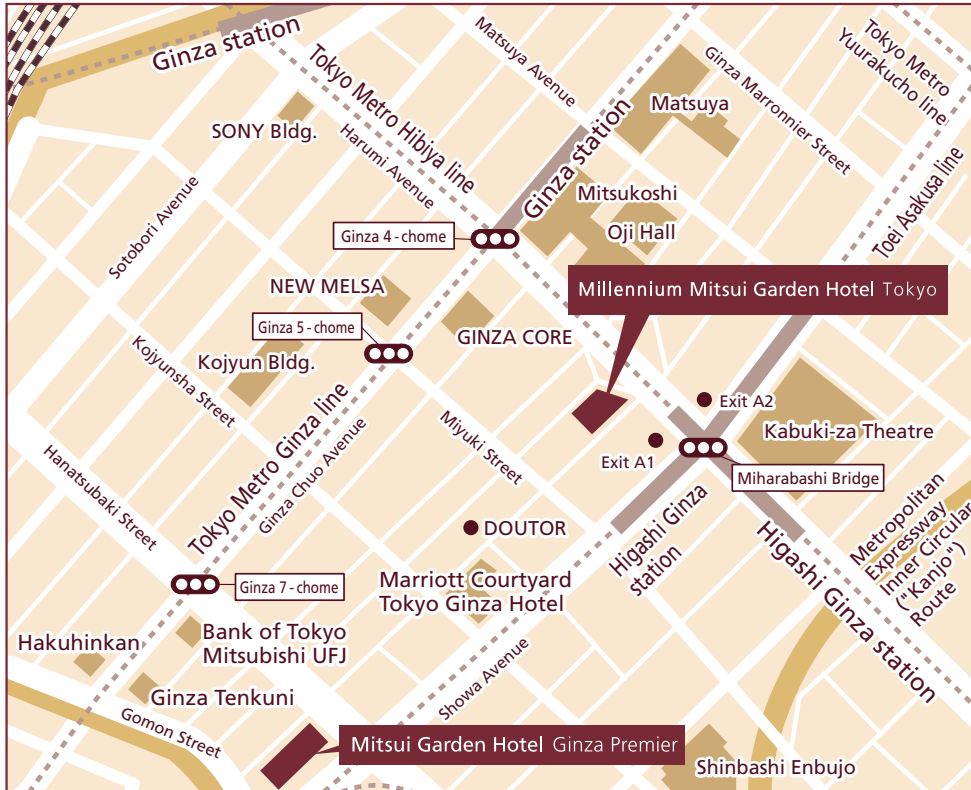 Ginza station
Tokyo Metro Hibiya line
Matsuya Avenue
Ginza Marronnier Street
Tokyo Metro
Yuurakucho line
SONY Bldg.
Harumi Avenue
Ginza station
Matsuya
Toei Asakusa line
Sotobori Avenue
Mitsukoshi
Oji Hall
Ginza 4-chome
NEW MELSA
Millennium Mitsui Garden Hotel Tokyo
Ginza 5-chome
GINZA CORE
Kojyun Bldg.
Kojyunsha Street
Exit A2
Miyuki Street
Kabuki-za Theatre
Exit A1
Miharabashi Bridge
Hanatsubaki Street
Tokyo Metro Ginza line
Ginza Chuo Avenue
DOUTOR
Higashi Ginza
station
Metropolitan
Expressway
Inner Circular
("Kanjo")
Route
Higashi Ginza station
Marriott Courtyard
Tokyo Ginza Hotel
Ginza 7-chome
Hakuhinkan
Bank of Tokyo
Mitsubishi UFJ
Showa Avenue
Ginza Tenkuni
Gomon Street
Mitsui Garden Hotel Ginza Premier
Shinbashi Enbujo